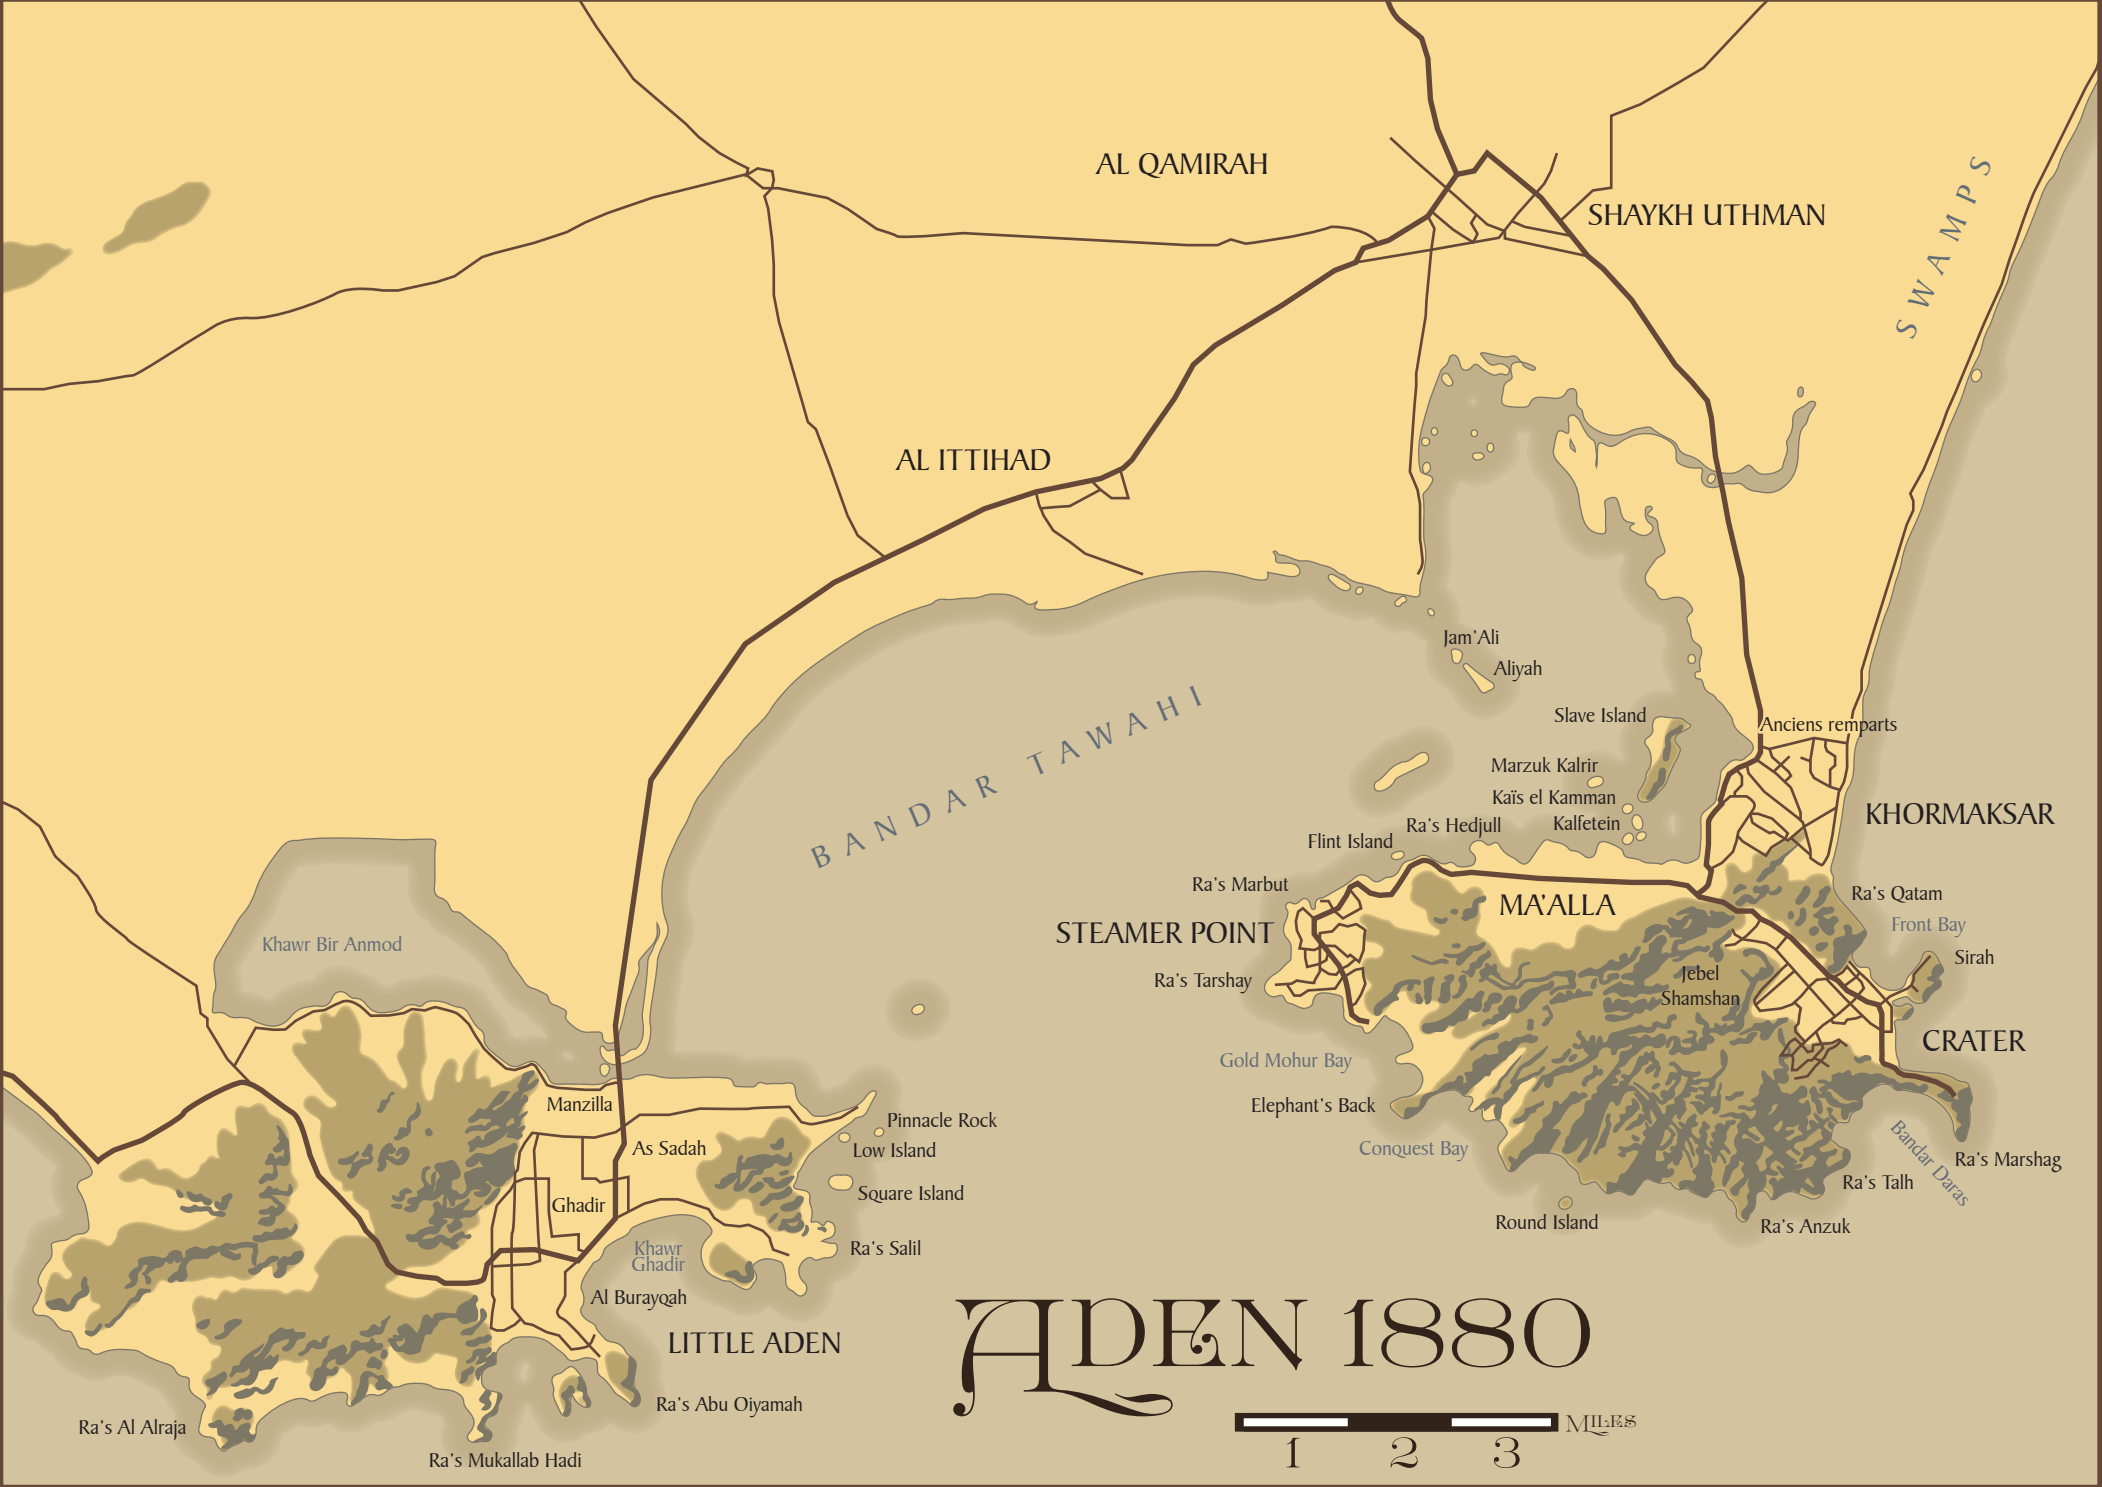 AL QAMIRAH
SHAYKH UTHMAN
SWAMPS
AL ITTIHAD
Jam'Ali
Aliyah
BANDAR TAWAHI
Slave Island
Anciens remparts
Marzuk Kalrir
Kaïs el Kamman
Kalfetein
KHORMAKSAR
Ra's Hedjull
Flint Island
Ra's Marbut
MA'ALLA
Ra's Qatam
Front Bay
STEAMER POINT
Sirah
Ra's Tarshay
Jebel
Shamshan
Khawr Bir Anmod
CRATER
Gold Mohur Bay
Elephant's Back
Conquest Bay
Bandar Daras
Ra's Marshag
Ra's Talh
Round Island
Ra's Anzuk
Manzilla
As Sadah
Pinnacle Rock
Low Island
Square Island
Ghadir
Khawr
Ghadir
Ra's Salil
Al Burayoah
LITTLE ADEN
Ra's Abu Oiyamah
Ra's Al Alraja
Ra's Mukallab Hadi
ADEN 1880
MILES
1 2 3